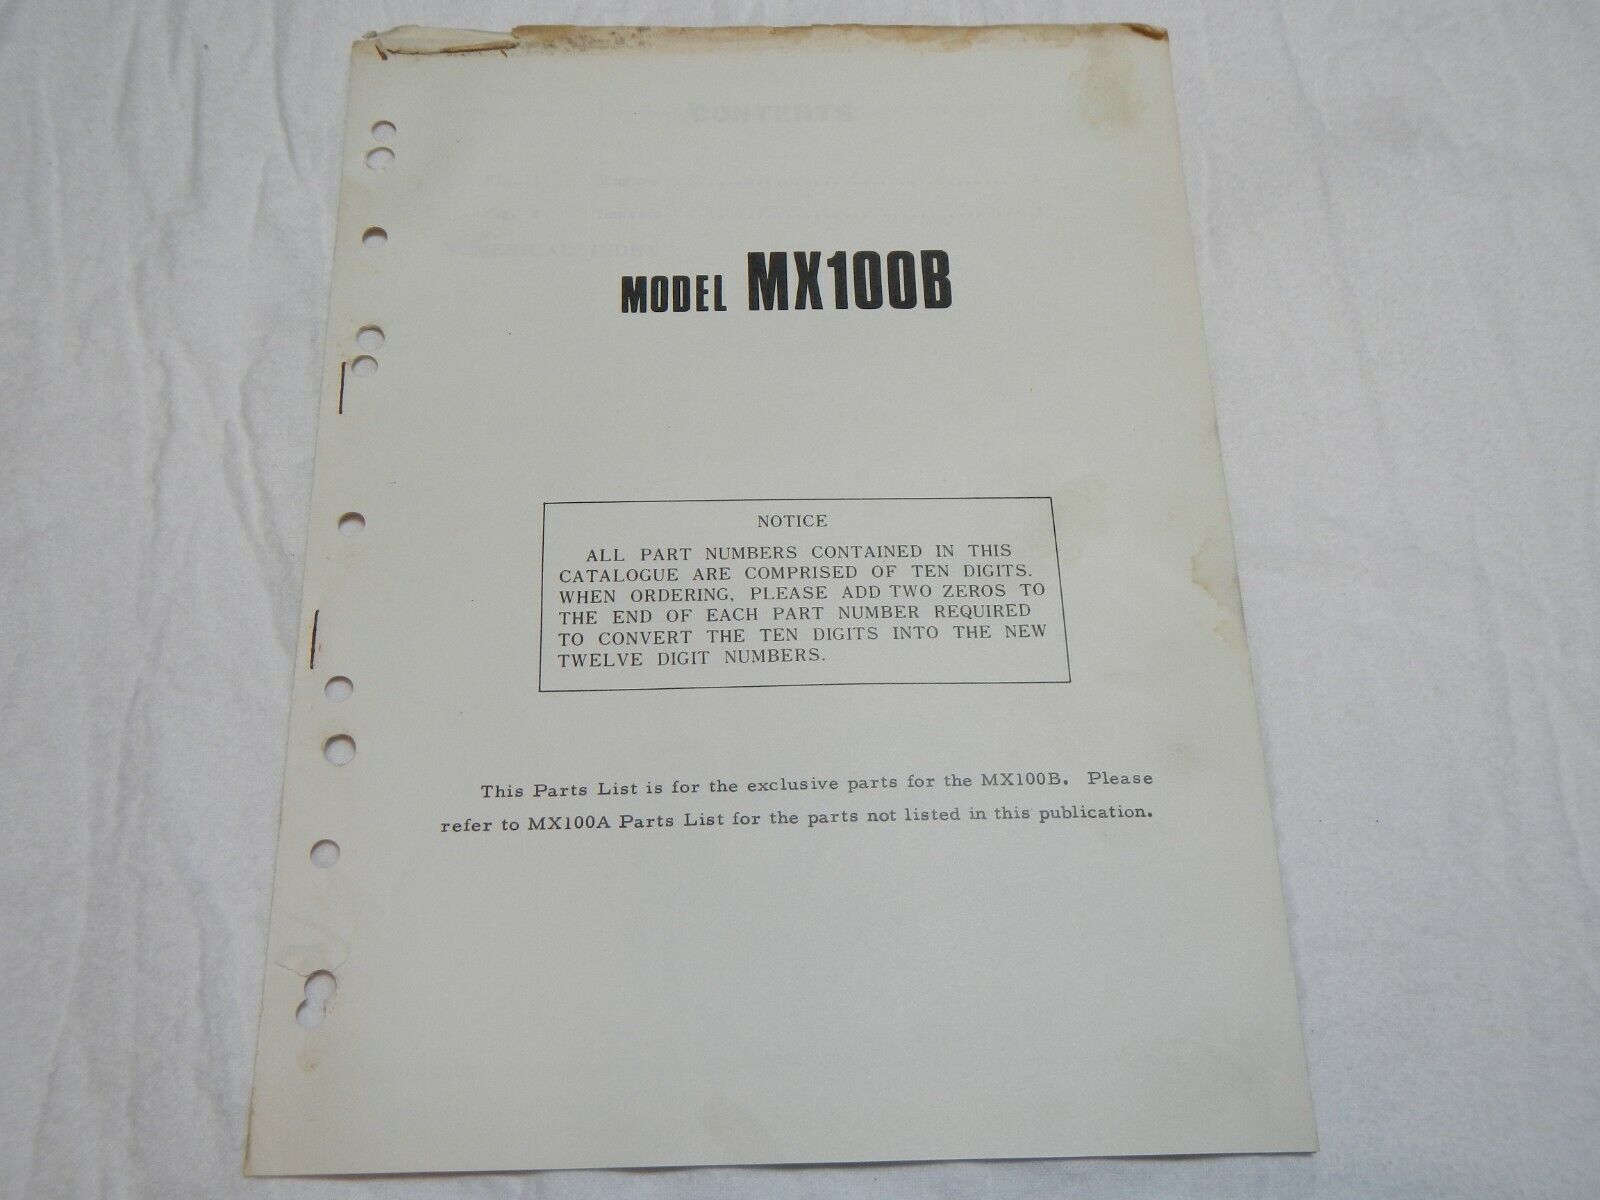 CONTENTS
MODEL MX100B
NOTICE
ALL PART NUMBERS CONTAINED IN THIS
CATALOGUE ARE COMPRISED OF TEN DIGITS.
WHEN ORDERING, PLEASE ADD TWO ZEROS TO
THE END OF EACH PART NUMBER REQUIRED
TO CONVERT THE TEN DIGITS INTO THE NEW
TWELVE DIGIT NUMBERS.
This Parts List is for the exclusive parts for the MX100B. Please
refer to MX100A Parts List for the parts not listed in this publication.